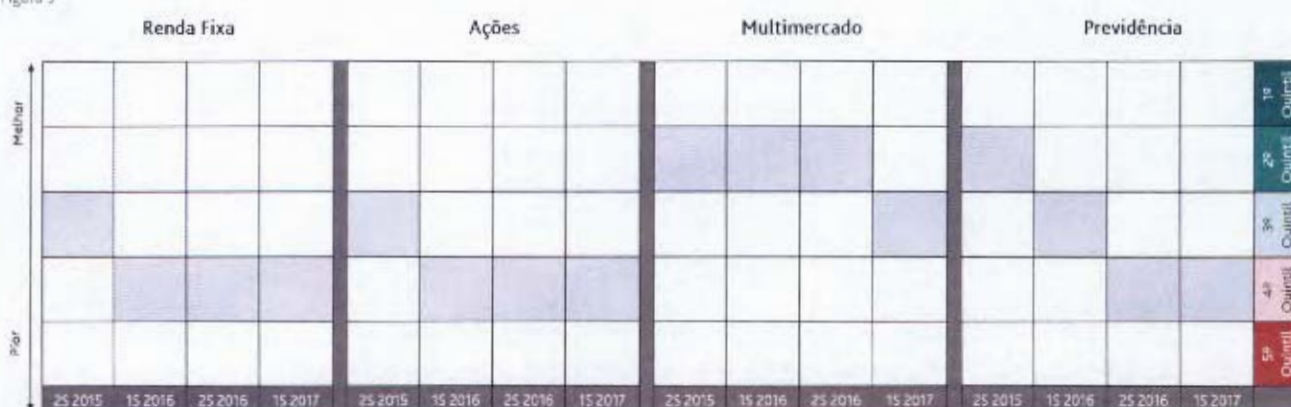 Renda Fixa
Ações
Multimercado
Previdência
Melhor
Pior
1º Quintil
2º Quintil
3º Quintil
4º Quintil
5º Quintil
2S 2015 1S 2016 2S 2016 1S 2017
2S 2015 1S 2016 2S 2016 1S 2017
2S 2015 1S 2016 2S 2016 1S 2017
2S 2015 1S 2016 2S 2016 1S 2017